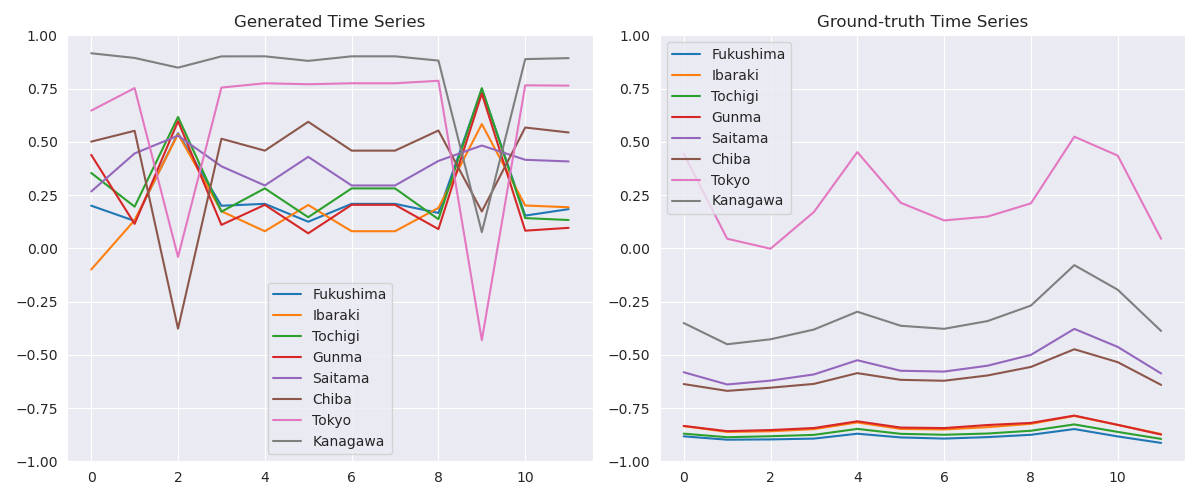 Generated Time Series
1.00
0.75
0.50
0.25
0.00
−0.25
−0.50
−0.75
−1.00
0 2 4 6 8 10
Fukushima
Ibaraki
Tochigi
Gunma
Saitama
Chiba
Tokyo
Kanagawa
Ground-truth Time Series
1.00
0.75
0.50
0.25
0.00
−0.25
−0.50
−0.75
−1.00
0 2 4 6 8 10
Fukushima
Ibaraki
Tochigi
Gunma
Saitama
Chiba
Tokyo
Kanagawa